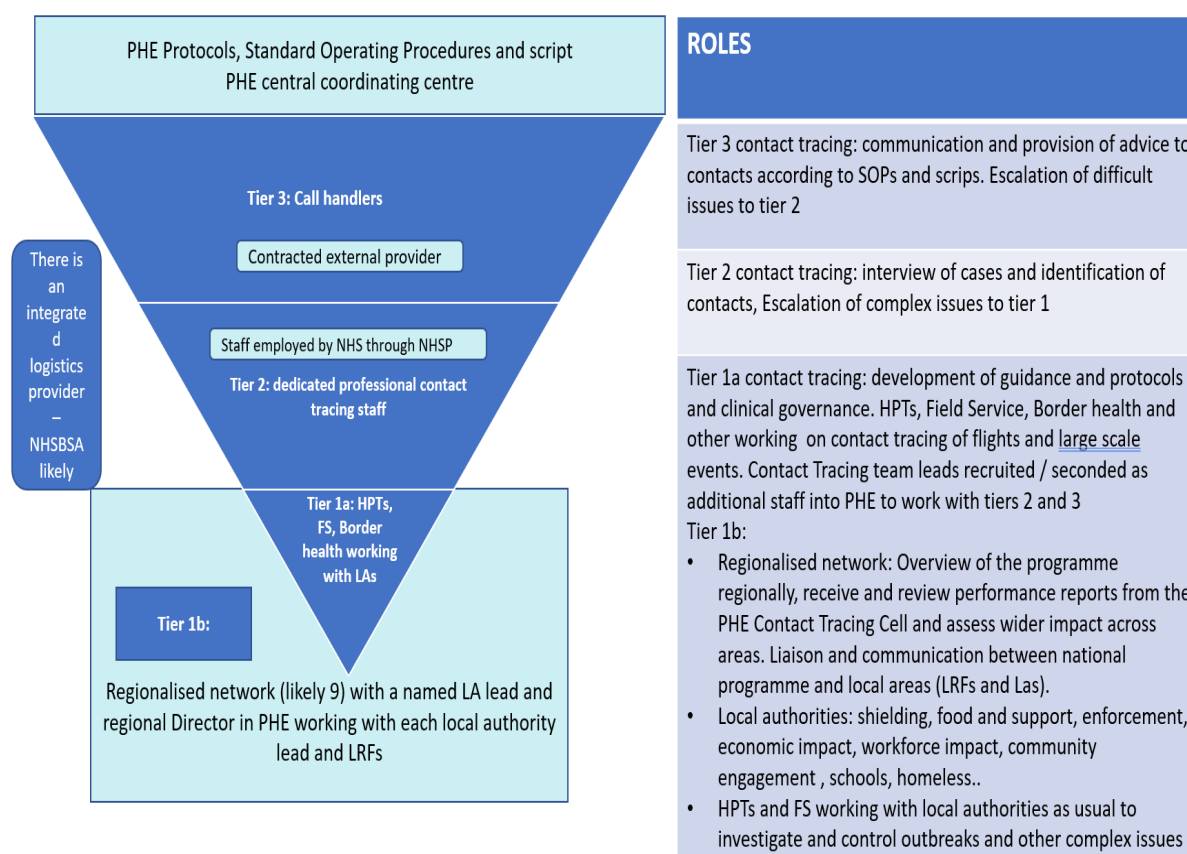 PHE Protocols, Standard Operating Procedures and script
PHE central coordinating centre
Tier 3: Call handlers
Contracted external provider
There is
an
integrate
d
logistics
provider
–
NHSBSA
likely
Staff employed by NHS through NHSP
Tier 2: dedicated professional contact
tracing staff
Tier 1a: HPTs,
FS, Border
health working
with LAs
Tier 1b:
Regionalised network (likely 9) with a named LA lead and
regional Director in PHE working with each local authority
lead and LRFs
ROLES
Tier 3 contact tracing: communication and provision of advice to
contacts according to SOPs and scrips. Escalation of difficult
issues to tier 2
Tier 2 contact tracing: interview of cases and identification of
contacts, Escalation of complex issues to tier 1
Tier 1a contact tracing: development of guidance and protocols
and clinical governance. HPTs, Field Service, Border health and
other working on contact tracing of flights and large scale
events. Contact Tracing team leads recruited / seconded as
additional staff into PHE to work with tiers 2 and 3
Tier 1b:
• Regionalised network: Overview of the programme
regionally, receive and review performance reports from the
PHE Contact Tracing Cell and assess wider impact across
areas. Liaison and communication between national
programme and local areas (LRFs and Las).
• Local authorities: shielding, food and support, enforcement,
economic impact, workforce impact, community
engagement , schools, homeless..
• HPTs and FS working with local authorities as usual to
investigate and control outbreaks and other complex issues